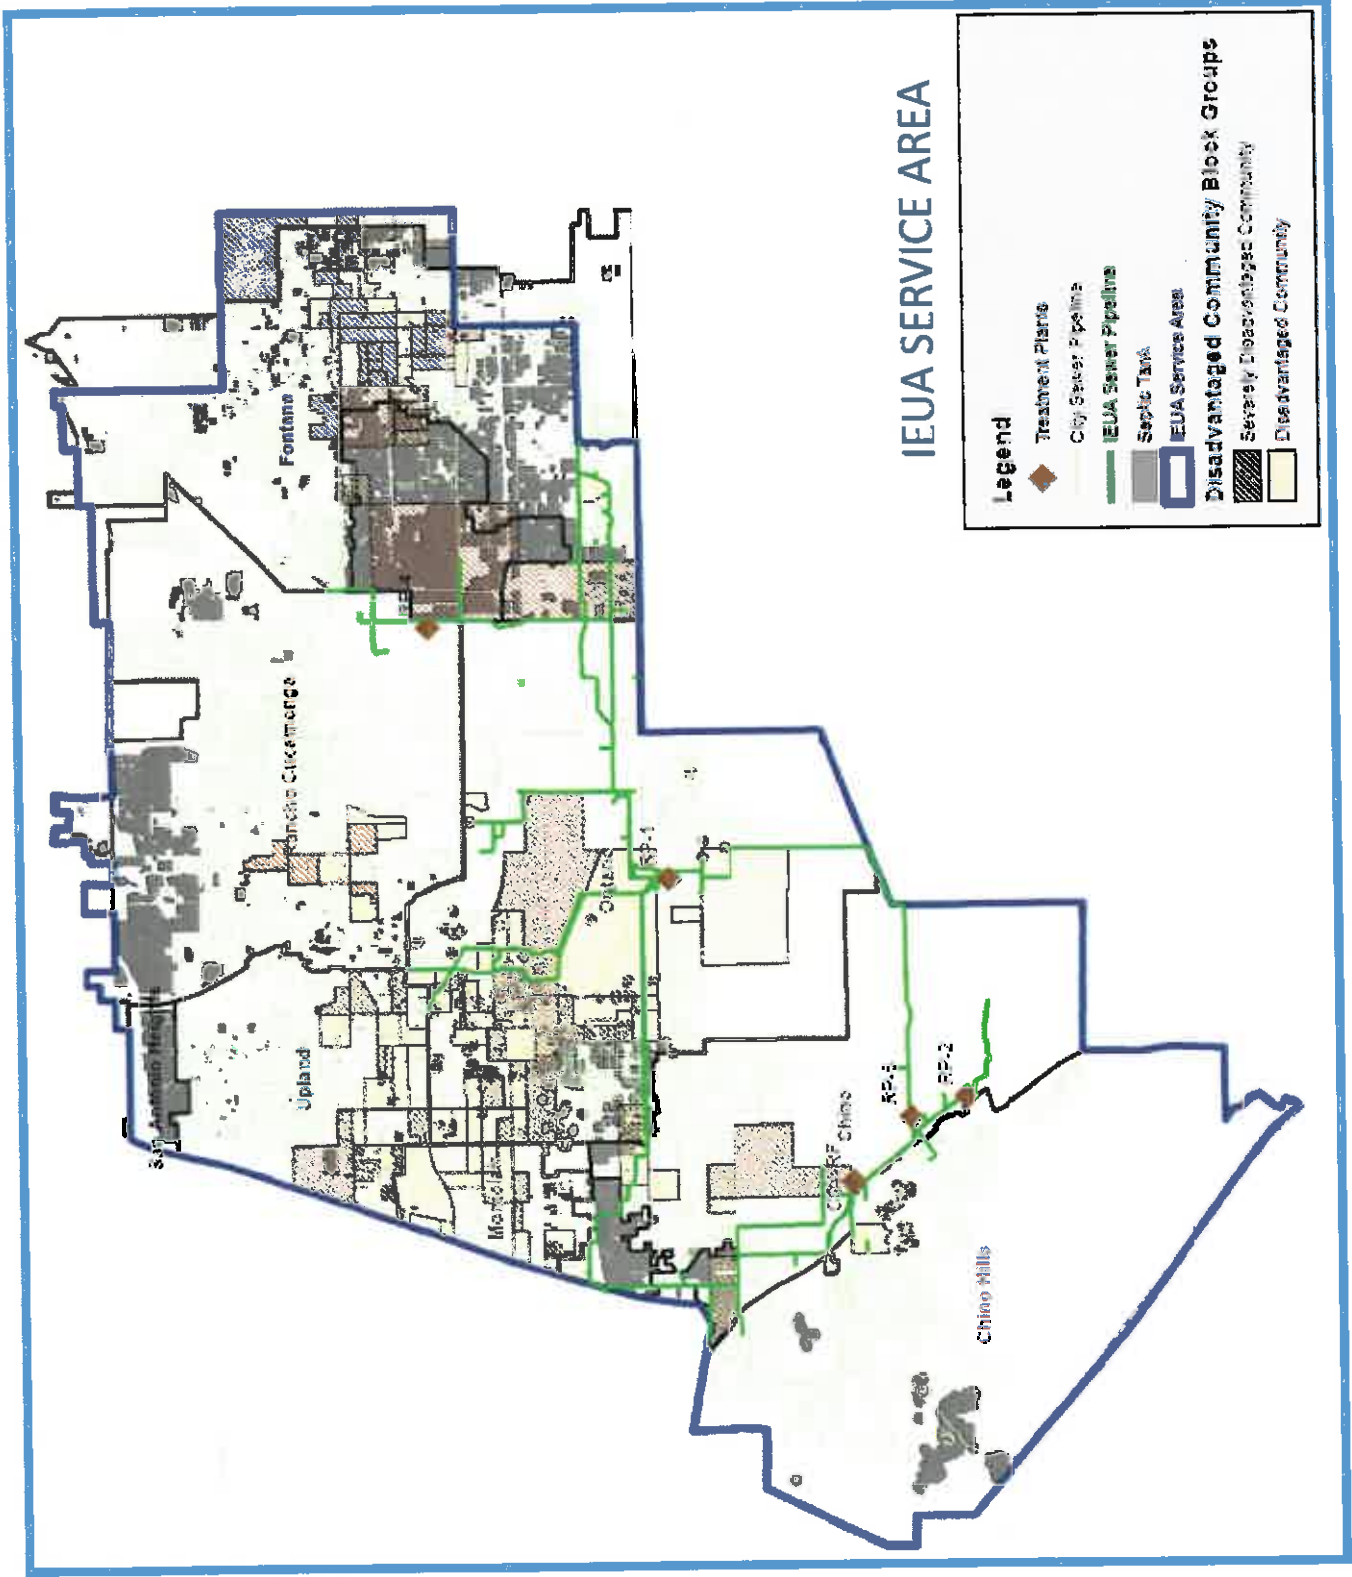 IEUA SERVICE AREA
Legend
Treatment Plants
City Sewer Pipeline
IEUA Sewer Pipeline
Septic Tank
IEUA Service Area
Disadvantaged Community Block Groups
Severely Disadvantaged Community
Disadvantaged Community
Fontana
Rancho Cucamonga
Upland
Ontario
RP-1
Chino
RP-5
RP-2
Chino Hills